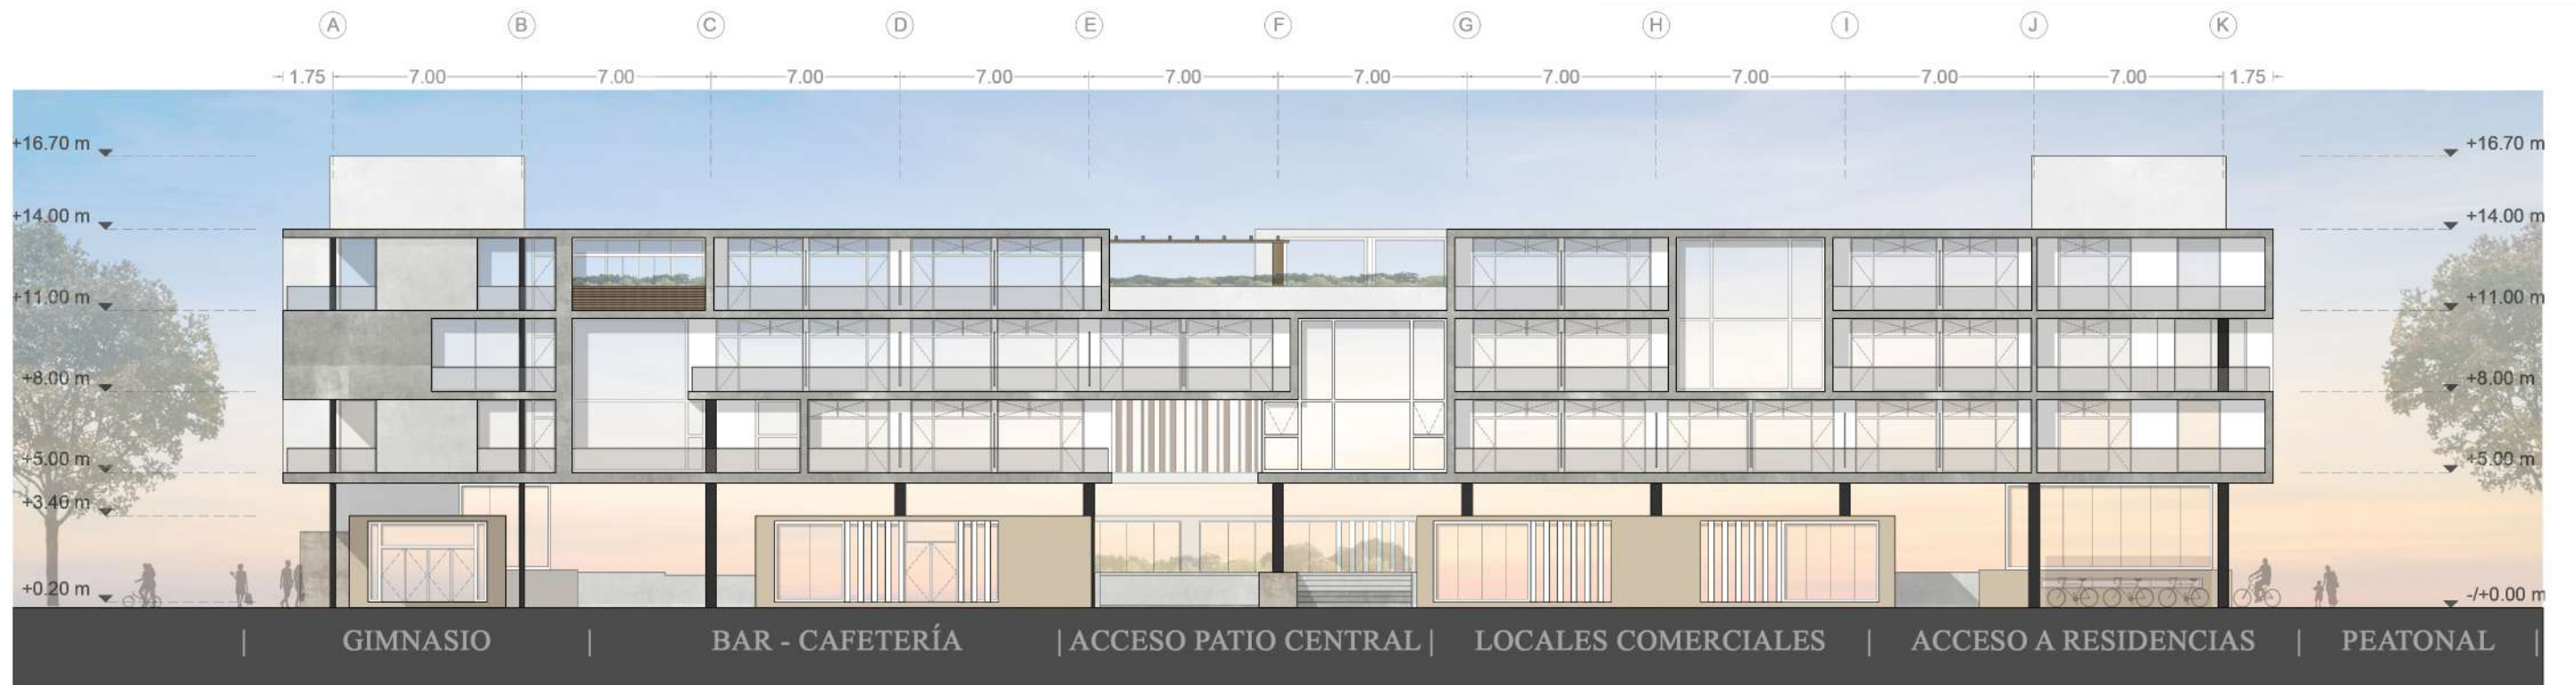 A B C D E F G H I J K
1.75 7.00 7.00 7.00 7.00 7.00 7.00 7.00 7.00 7.00 7.00 1.75
+16.70 m +16.70 m
+14.00 m +14.00 m
+11.00 m +11.00 m
+8.00 m +8.00 m
+5.00 m +5.00 m
+3.40 m
+0.20 m -/+0.00 m
| GIMNASIO | BAR - CAFETERÍA | ACCESO PATIO CENTRAL | LOCALES COMERCIALES | ACCESO A RESIDENCIAS | PEATONAL |